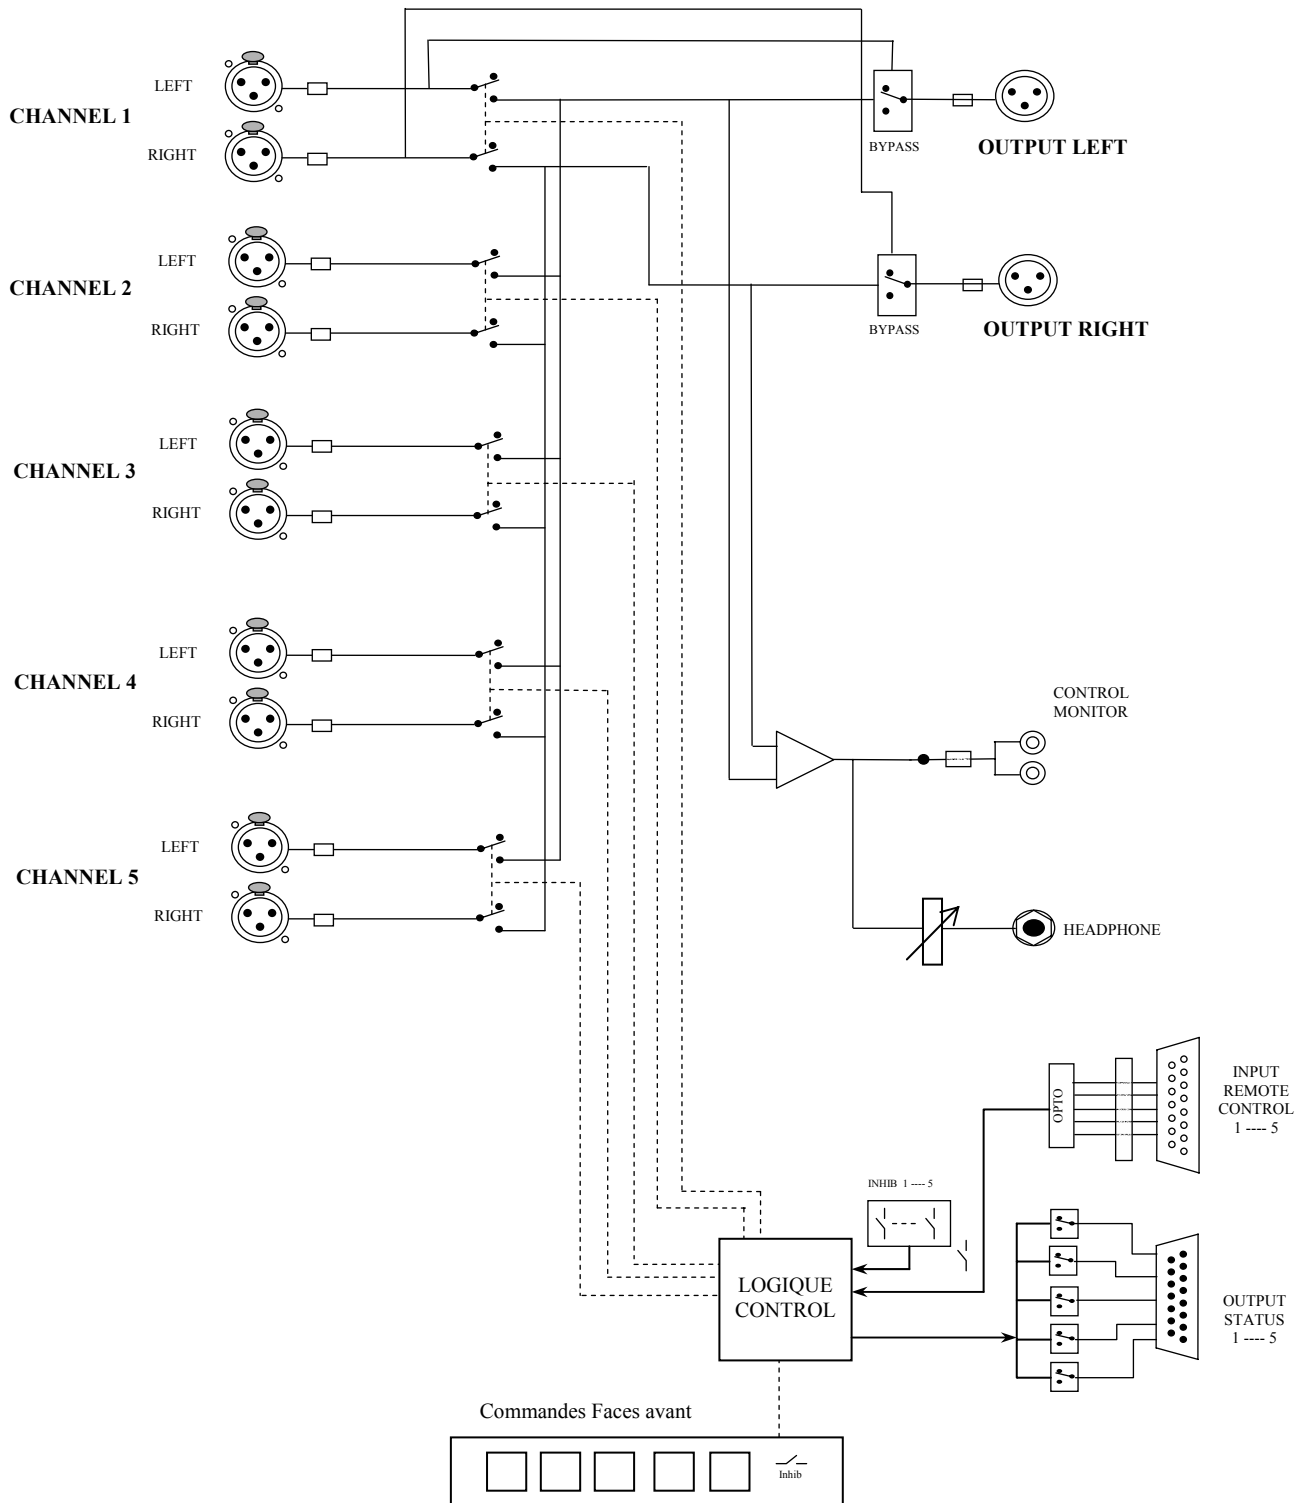 LEFT
CHANNEL 1
RIGHT
BYPASS
OUTPUT LEFT
LEFT
CHANNEL 2
RIGHT
BYPASS
OUTPUT RIGHT
LEFT
CHANNEL 3
RIGHT
LEFT
CHANNEL 4
RIGHT
CONTROL
MONITOR
LEFT
CHANNEL 5
RIGHT
HEADPHONE
OPTO
INPUT
REMOTE
CONTROL
1 ---- 5
INHIB 1 ---- 5
LOGIQUE
CONTROL
OUTPUT
STATUS
1 ---- 5
Commandes Faces avant
Inhib